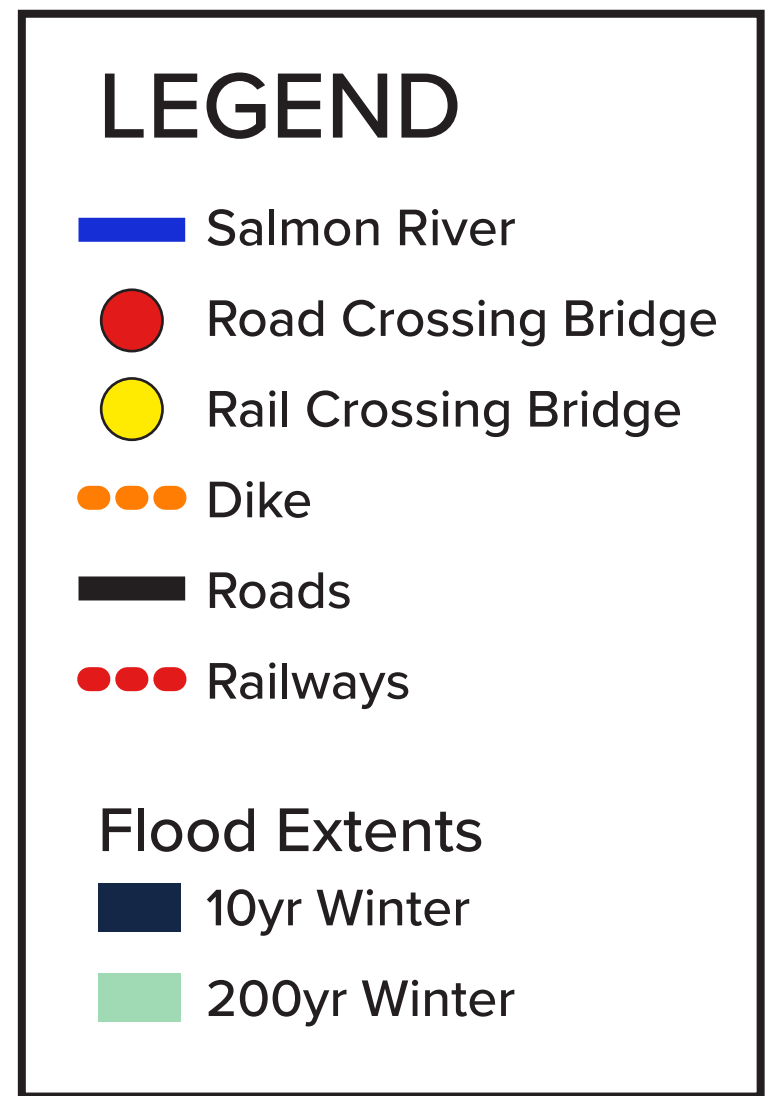 LEGEND
Salmon River
Road Crossing Bridge
Rail Crossing Bridge
Dike
Roads
Railways
Flood Extents
10yr Winter
200yr Winter